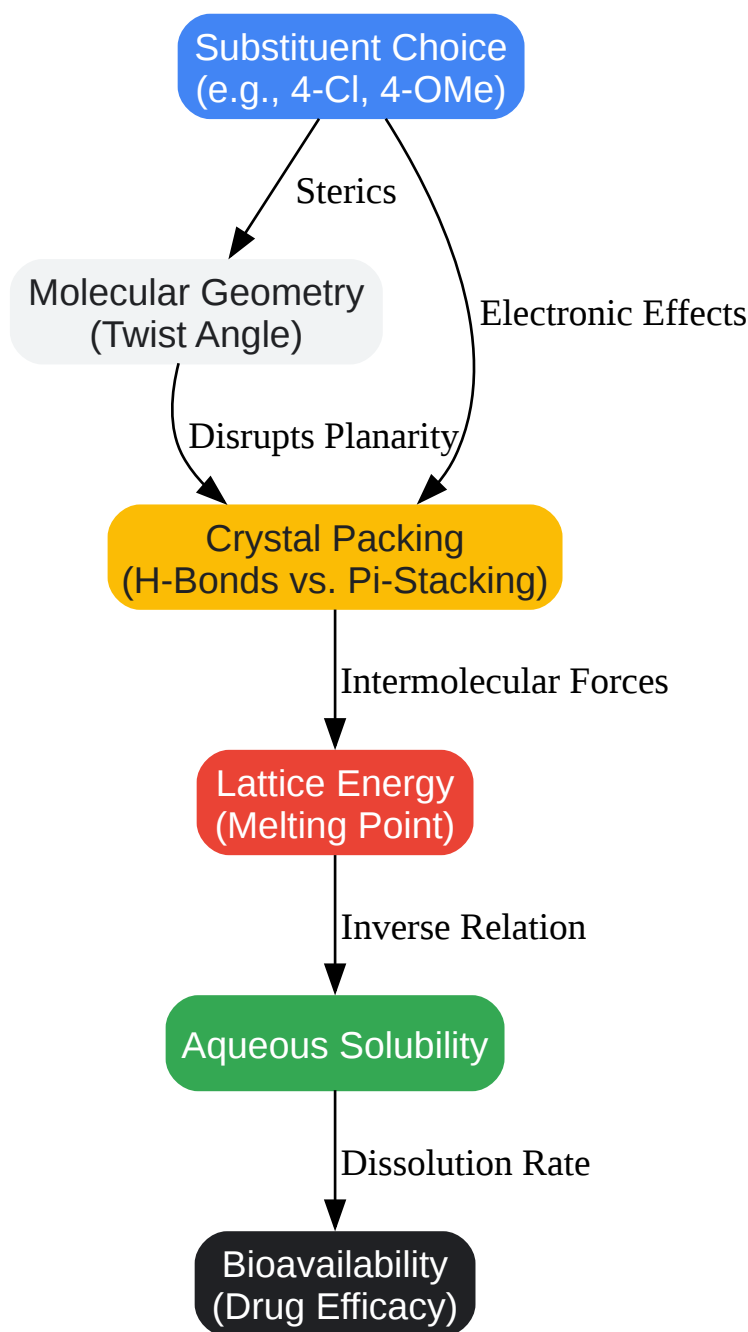 Substituent Choice
(e.g., 4-Cl, 4-OMe)
Sterics
Molecular Geometry
(Twist Angle)
Electronic Effects
Disrupts Planarity
Crystal Packing
(H-Bonds vs. Pi-Stacking)
Intermolecular Forces
Lattice Energy
(Melting Point)
Inverse Relation
Aqueous Solubility
Dissolution Rate
Bioavailability
(Drug Efficacy)